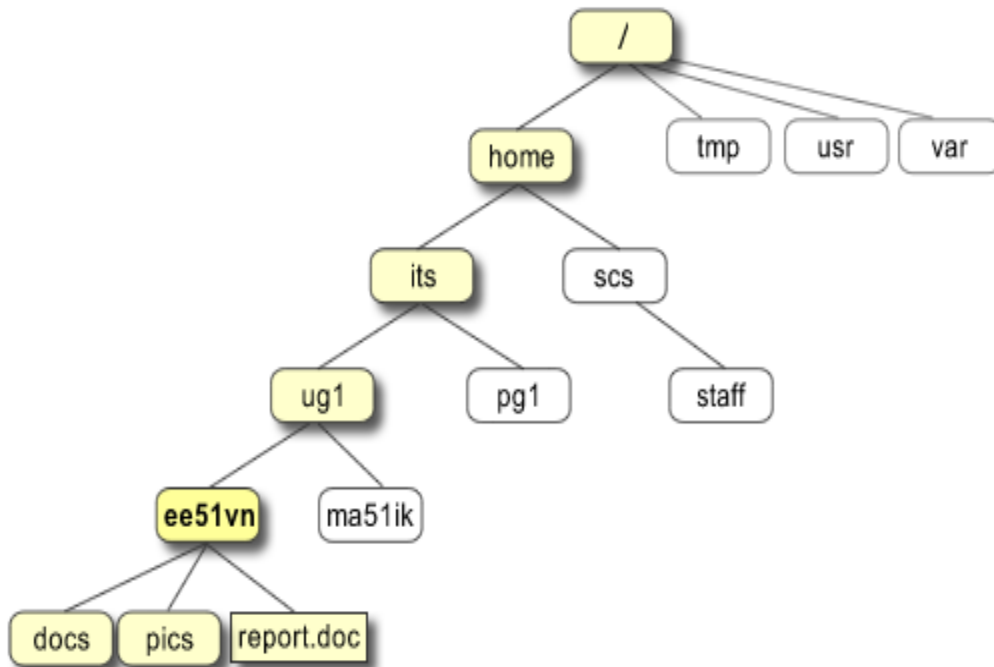 /
home
tmp
usr
var
its
scs
ug1
pg1
staff
ee51vn
ma51ik
docs
pics
report.doc